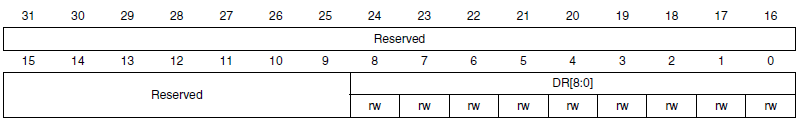 31 30 29 28 27 26 25 24 23 22 21 20 19 18 17 16
Reserved
15 14 13 12 11 10 9 8 7 6 5 4 3 2 1 0
Reserved DR[8:0]
rw rw rw rw rw rw rw rw rw